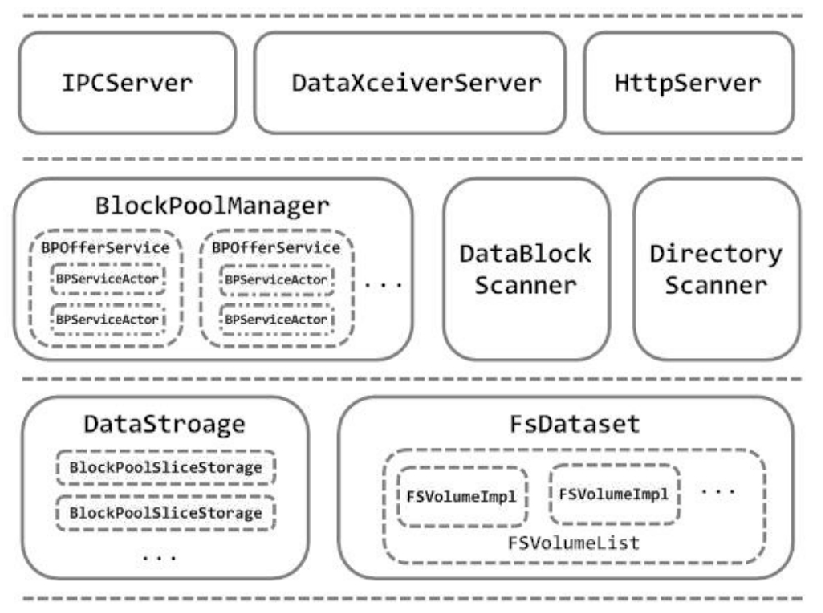 IPCServer
DataXceiverServer
HttpServer
BlockPoolManager
BPOfferService
BPServiceActor
BPServiceActor
BPOfferService
BPServiceActor
BPServiceActor
...
DataBlock
Scanner
Directory
Scanner
DataStroage
BlockPoolSliceStorage
BlockPoolSliceStorage
...
FsDataset
FSVolumeImpl
FSVolumeImpl
...
FSVolumeList